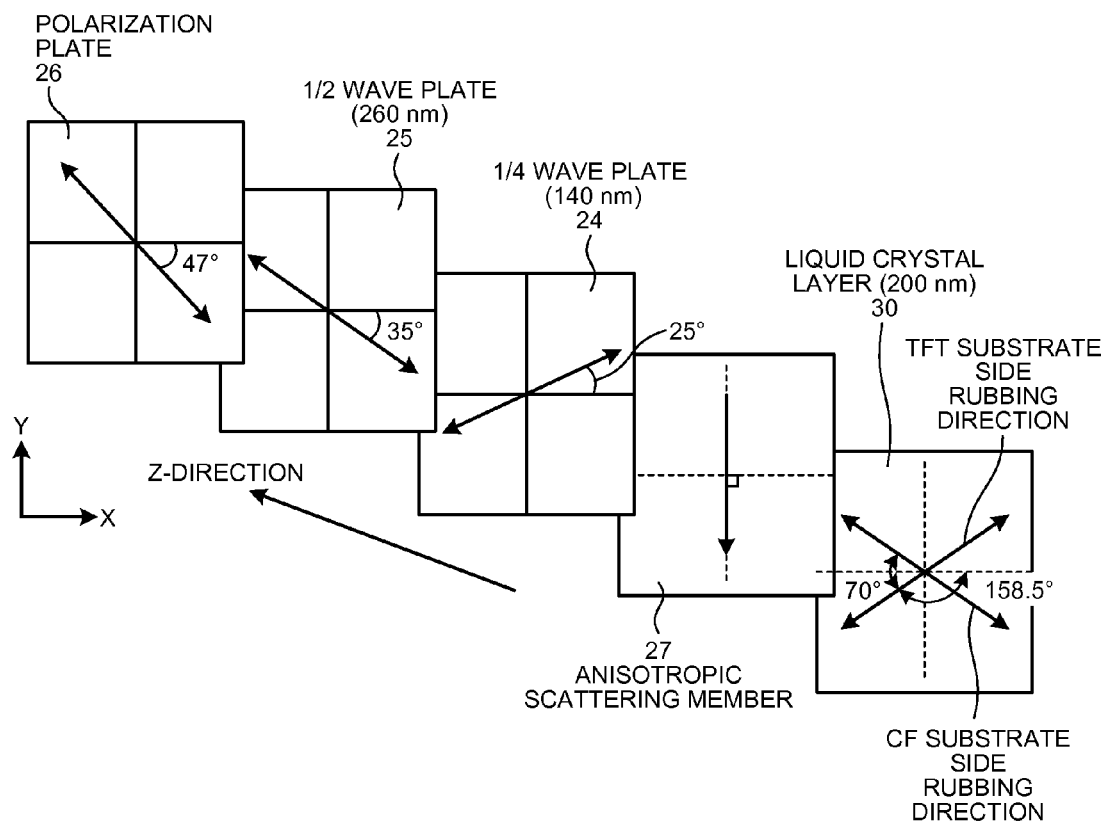 POLARIZATION
PLATE
26
1/2 WAVE PLATE
(260 nm)
25
1/4 WAVE PLATE
(140 nm)
24
LIQUID CRYSTAL
LAYER (200 nm)
30
TFT SUBSTRATE
SIDE
RUBBING
DIRECTION
47°
35°
25°
Y
X
Z-DIRECTION
70°
158.5°
27
ANISOTROPIC
SCATTERING MEMBER
CF SUBSTRATE
SIDE
RUBBING
DIRECTION